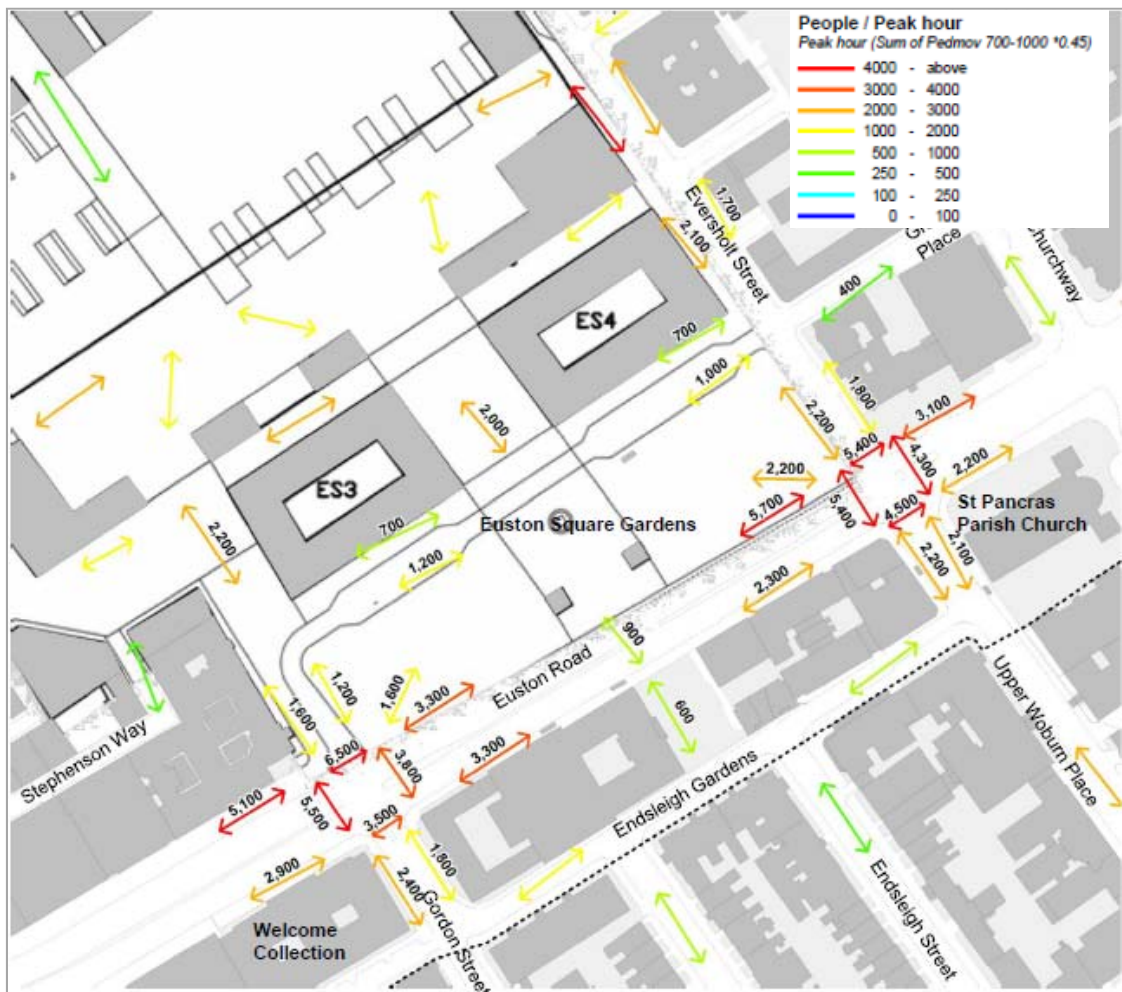 People / Peak hour
Peak hour (Sum of Pedmov 700-1000 *0.45)
4000 - above
3000 - 4000
2000 - 3000
1000 - 2000
500 - 1000
250 - 500
100 - 250
0 - 100
1,700
Eversholt Street
2,100
Place
Churchway
400
ES4
700
1,000
1,800
2,200
3,100
5,400
4,300
2,200
2,000
ES3
2,200
5,700
5,400
4,500
St Pancras
Parish Church
Euston Square Gardens
700
1,200
2,200
2,300
2,200
2,100
900
Euston Road
600
1,200
1,600
1,600
3,300
Upper Woburn Place
Stephenson Way
6,500
3,800
3,300
Endsleigh Gardens
5,100
5,500
3,500
2,900
1,800
2,400
Gordon Street
Endsleigh Street
Welcome
Collection